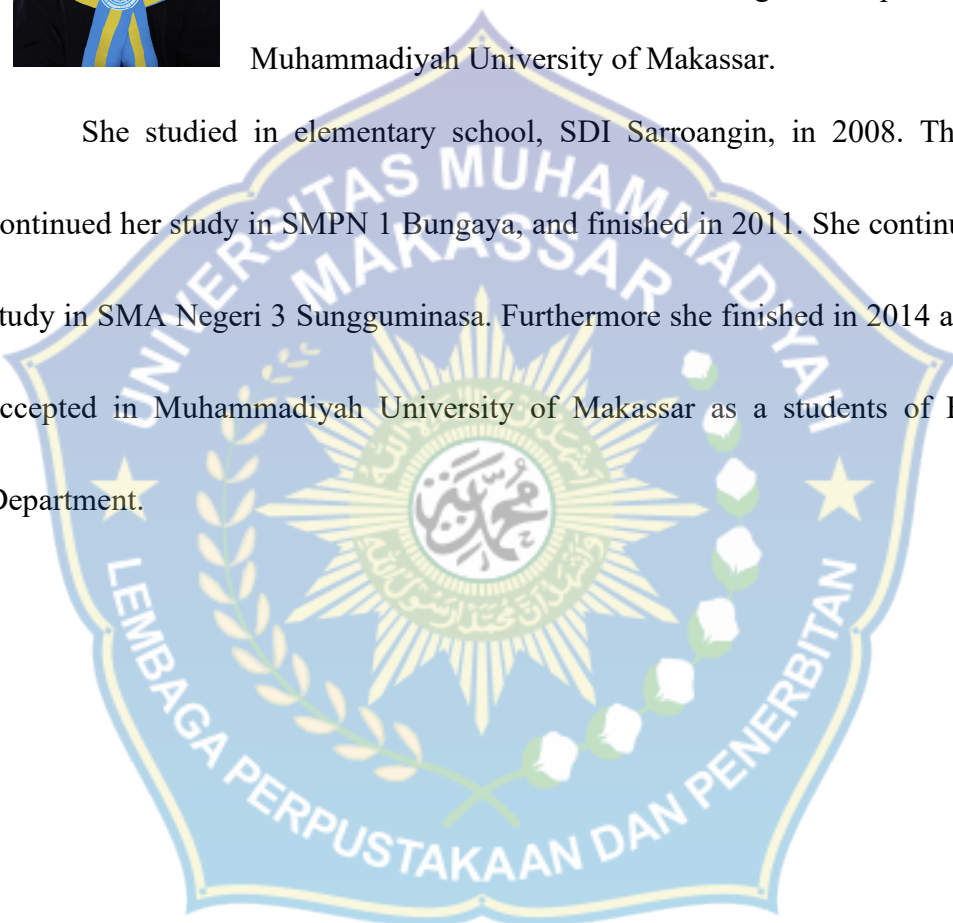 Muhammadiyah University of Makassar.
She studied in elementary school, SDI Sarroangin, in 2008. Th
ontinued her study in SMPN 1 Bungaya, and finished in 2011. She continu
tudy in SMA Negeri 3 Sungguminasa. Furthermore she finished in 2014 a
ccepted in Muhammadiyah University of Makassar as a students of
Department.
UNIVERSITAS MUHAMMADIYAH
MAKASSAR
محمدية
LEMBAGA PERPUSTAKAAN DAN PENERBITAN